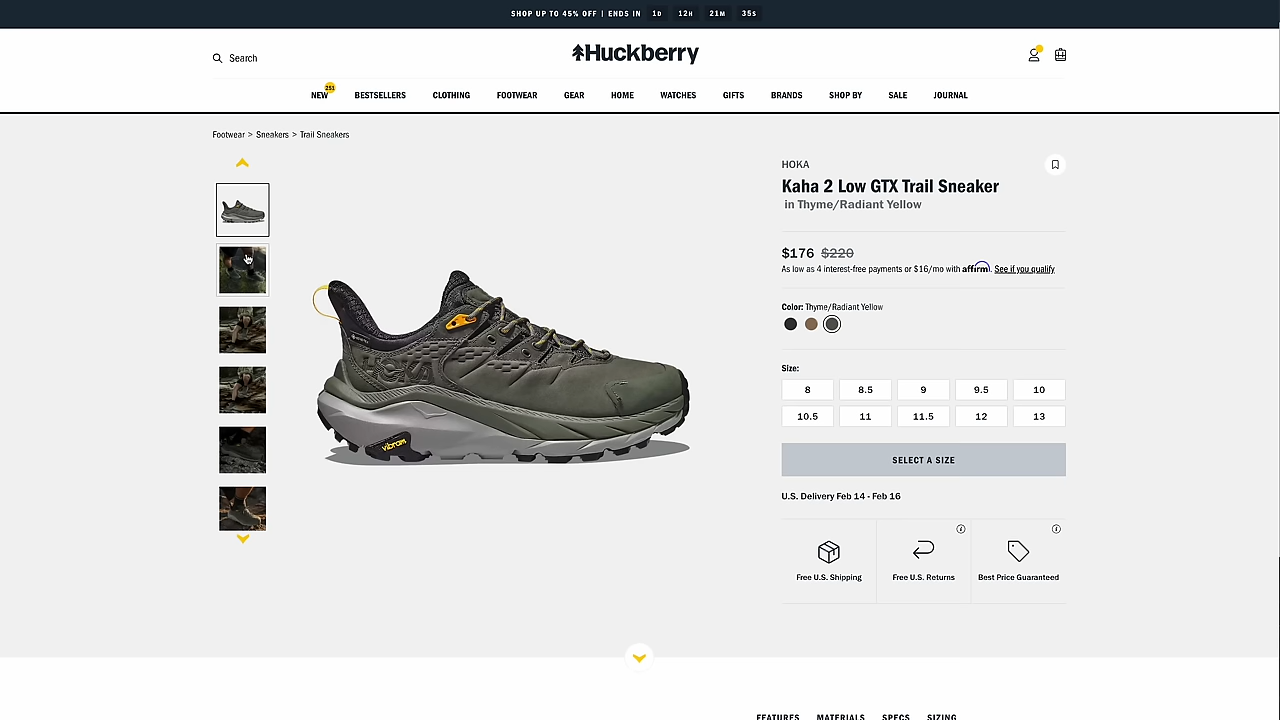 SHOP UP TO 45% OFF | ENDS IN 1D 12H 21M 35S
Search
Huckberry
NEW 251 BESTSELLERS CLOTHING FOOTWEAR GEAR HOME WATCHES GIFTS BRANDS SHOP BY SALE JOURNAL
Footwear > Sneakers > Trail Sneakers
HOKA
Kaha 2 Low GTX Trail Sneaker
in Thyme/Radiant Yellow
$176 $220
As low as 4 interest-free payments or $16/mo with affirm. See if you qualify
Color: Thyme/Radiant Yellow
Size:
8 8.5 9 9.5 10
10.5 11 11.5 12 13
SELECT A SIZE
U.S. Delivery Feb 14 - Feb 16
Free U.S. Shipping Free U.S. Returns Best Price Guaranteed
HOKA
vibram
FEATURES MATERIALS SPECS SIZING